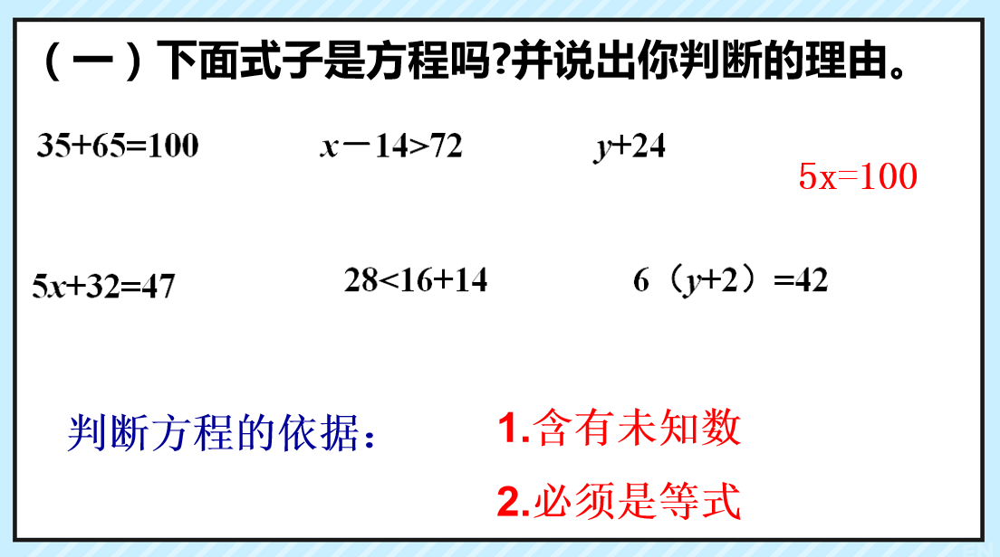 （一）下面式子是方程吗?并说出你判断的理由。
35+65=100
x－14>72
y+24
5x=100
5x+32=47
28<16+14
6（y+2）=42
判断方程的依据：
1.含有未知数
2.必须是等式